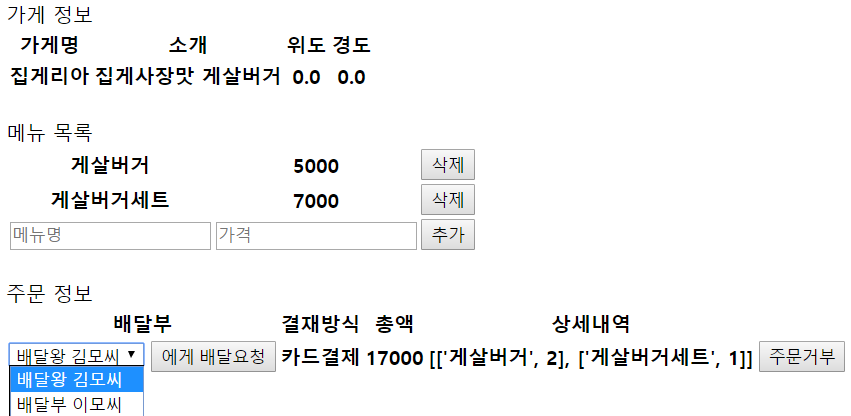 가게 정보
가게명 소개 위도 경도
집게리아 집게사장맛 게살버거 0.0 0.0
메뉴 목록
게살버거 5000 삭제
게살버거세트 7000 삭제
메뉴명 가격 추가
주문 정보
배달부 결재방식 총액 상세내역
배달왕 김모씨 에게 배달요청 카드결제 17000 [['게살버거', 2], ['게살버거세트', 1]] 주문거부
배달왕 김모씨
배달부 이모씨